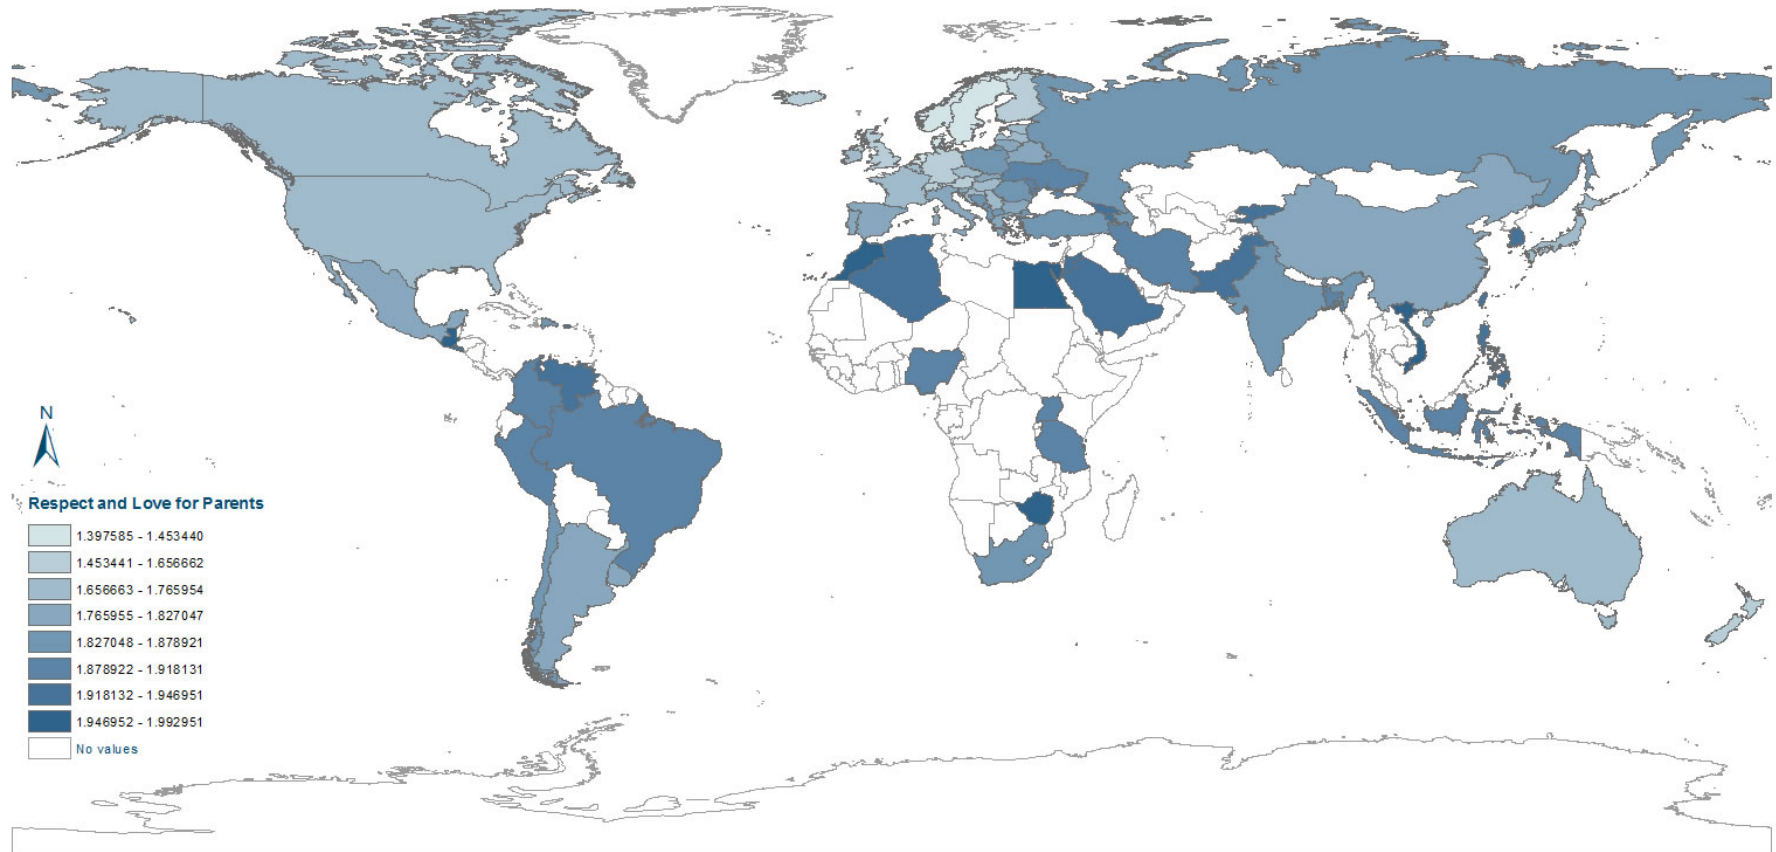 N
Respect and Love for Parents
1.397585 - 1.453440
1.453441 - 1.656662
1.656663 - 1.765954
1.765955 - 1.827047
1.827048 - 1.878921
1.878922 - 1.918131
1.918132 - 1.946951
1.946952 - 1.992951
No values